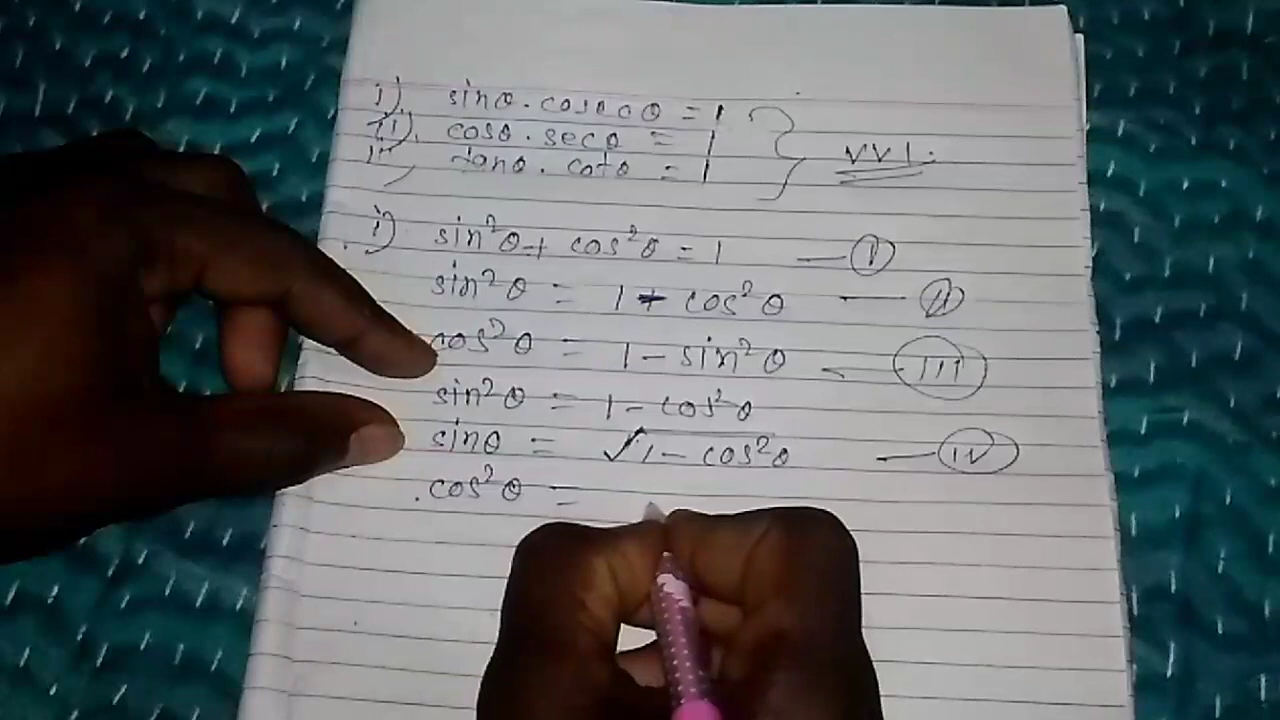 i) sinθ.cosecθ = 1
ii). cosθ.secθ = 1
iii) tanθ.cotθ = 1
VVI.
i) sin²θ + cos²θ = 1 — I
sin²θ = 1 - cos²θ — II
cos²θ = 1 - sin²θ — III
sin²θ = 1 - cos²θ
sinθ = √1 - cos²θ — IV
.cos²θ =